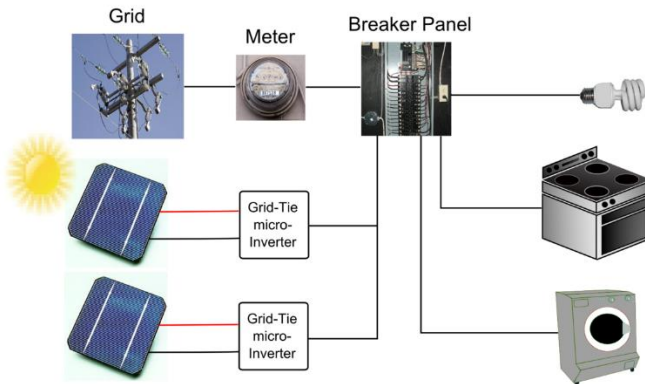 Grid
Meter
Breaker Panel
Grid-Tie
micro-
Inverter
Grid-Tie
micro-
Inverter